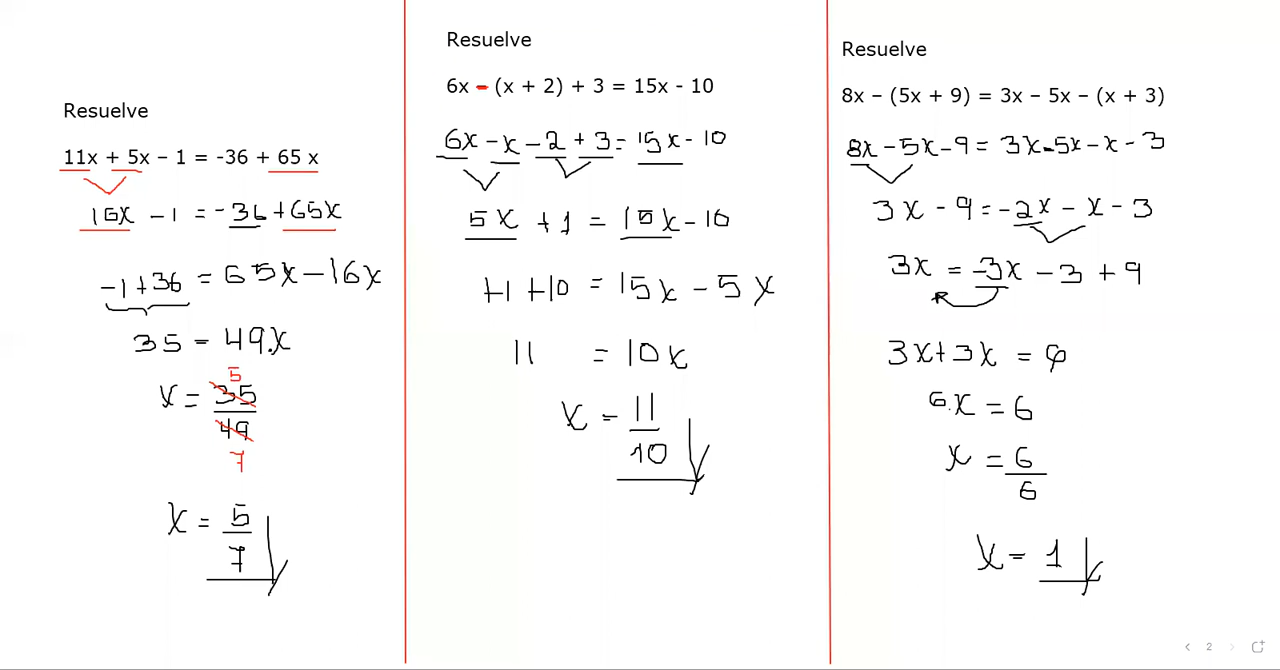 Resuelve
11x + 5x – 1 = -36 + 65 x
16x - 1 = -36 + 65x
-1 + 36 = 65x - 16x
35 = 49x
5
x = 35/49
7
x = 5/7
Resuelve
6x - (x + 2) + 3 = 15x - 10
6x - x - 2 + 3 = 15x - 10
5x + 1 = 15x - 10
+1 + 10 = 15x - 5x
11 = 10x
x = 11/10
Resuelve
8x – (5x + 9) = 3x – 5x – (x + 3)
8x - 5x - 9 = 3x - 5x - x - 3
3x - 9 = -2x - x - 3
3x = -3x - 3 + 9
3x + 3x = 6
6x = 6
x = 6/6
x = 1
2